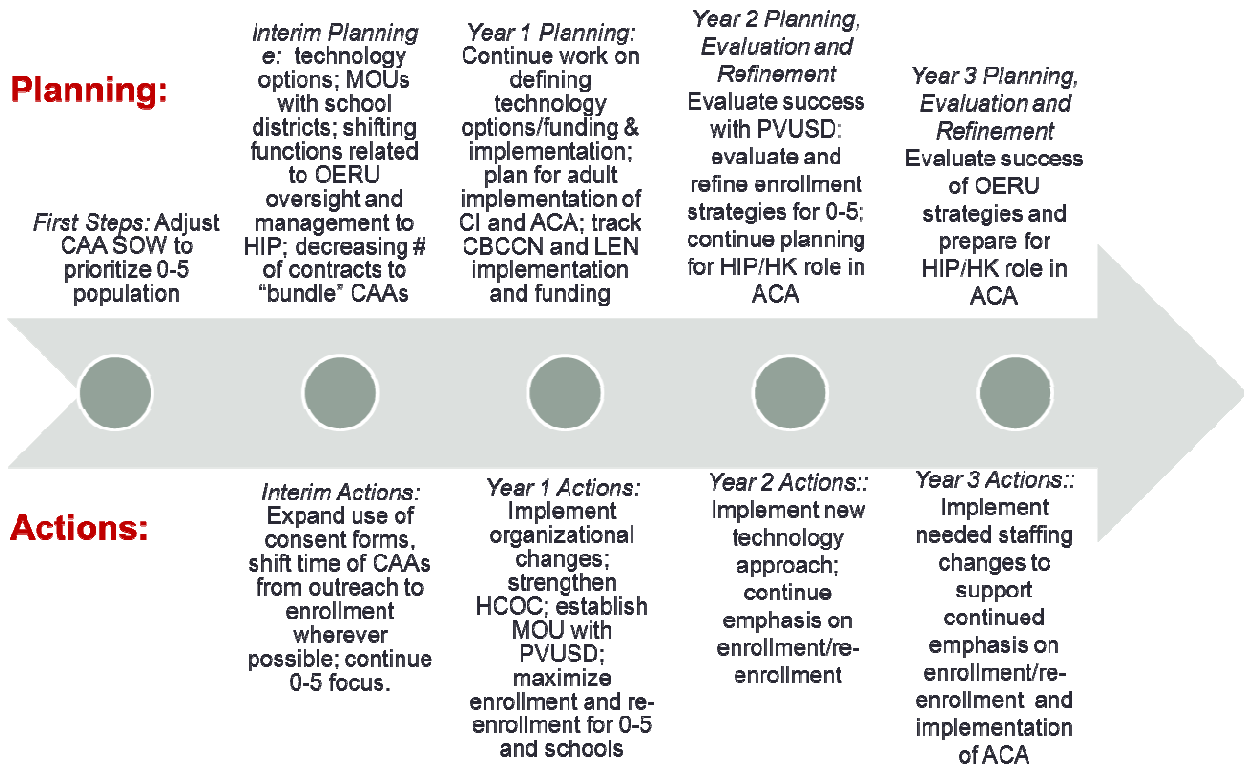 Planning:
First Steps: Adjust
CAA SOW to
prioritize 0-5
population
Interim Planning
e: technology
options; MOUs
with school
districts; shifting
functions related
to OERU
oversight and
management to
HIP; decreasing #
of contracts to
“bundle” CAAs
Year 1 Planning:
Continue work on
defining
technology
options/funding &
implementation;
plan for adult
implementation of
CI and ACA; track
CBCCN and LEN
implementation
and funding
Year 2 Planning,
Evaluation and
Refinement
Evaluate success
with PVUSD:
evaluate and
refine enrollment
strategies for 0-5;
continue planning
for HIP/HK role in
ACA
Year 3 Planning,
Evaluation and
Refinement
Evaluate success
of OERU
strategies and
prepare for
HIP/HK role in
ACA
Actions:
Interim Actions:
Expand use of
consent forms,
shift time of CAAs
from outreach to
enrollment
wherever
possible; continue
0-5 focus.
Year 1 Actions:
Implement
organizational
changes;
strengthen
HCOC; establish
MOU with
PVUSD;
maximize
enrollment and re-
enrollment for 0-5
and schools
Year 2 Actions::
Implement new
technology
approach;
continue
emphasis on
enrollment/re-
enrollment
Year 3 Actions::
Implement
needed staffing
changes to
support
continued
emphasis on
enrollment/re-
enrollment and
implementation
of ACA